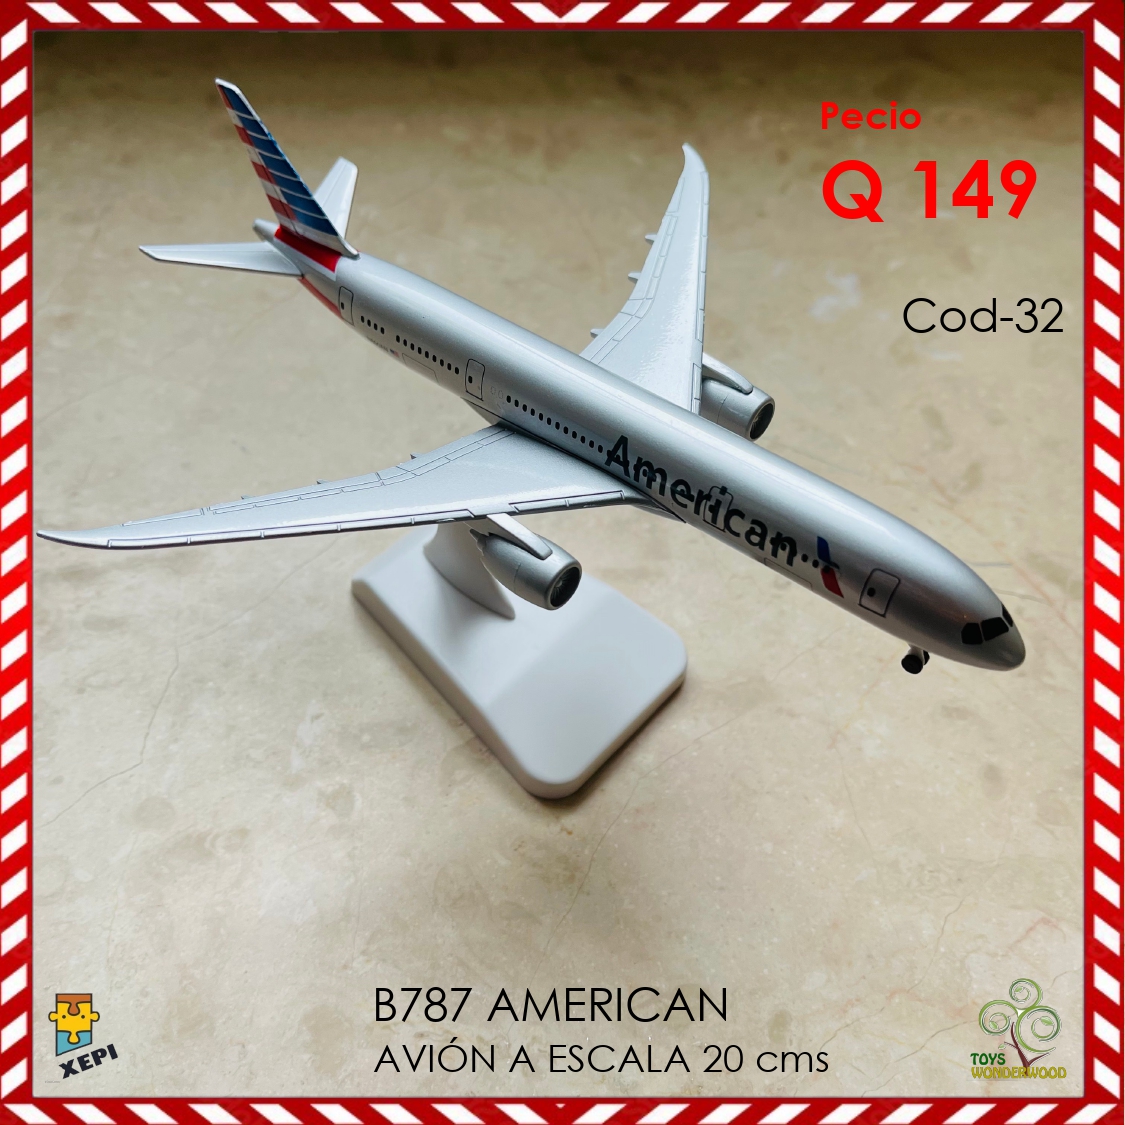 Pecio
Q 149
Cod-32
American
B787 AMERICAN
AVIÓN A ESCALA 20 cms
XEPI
TOYS
WONDERWOOD